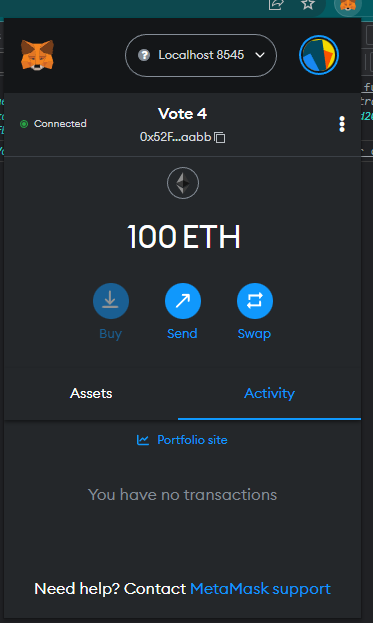 Localhost 8545
Connected
Vote 4
0x52F...aabb
100 ETH
Buy
Send
Swap
Assets
Activity
Portfolio site
You have no transactions
Need help? Contact MetaMask support